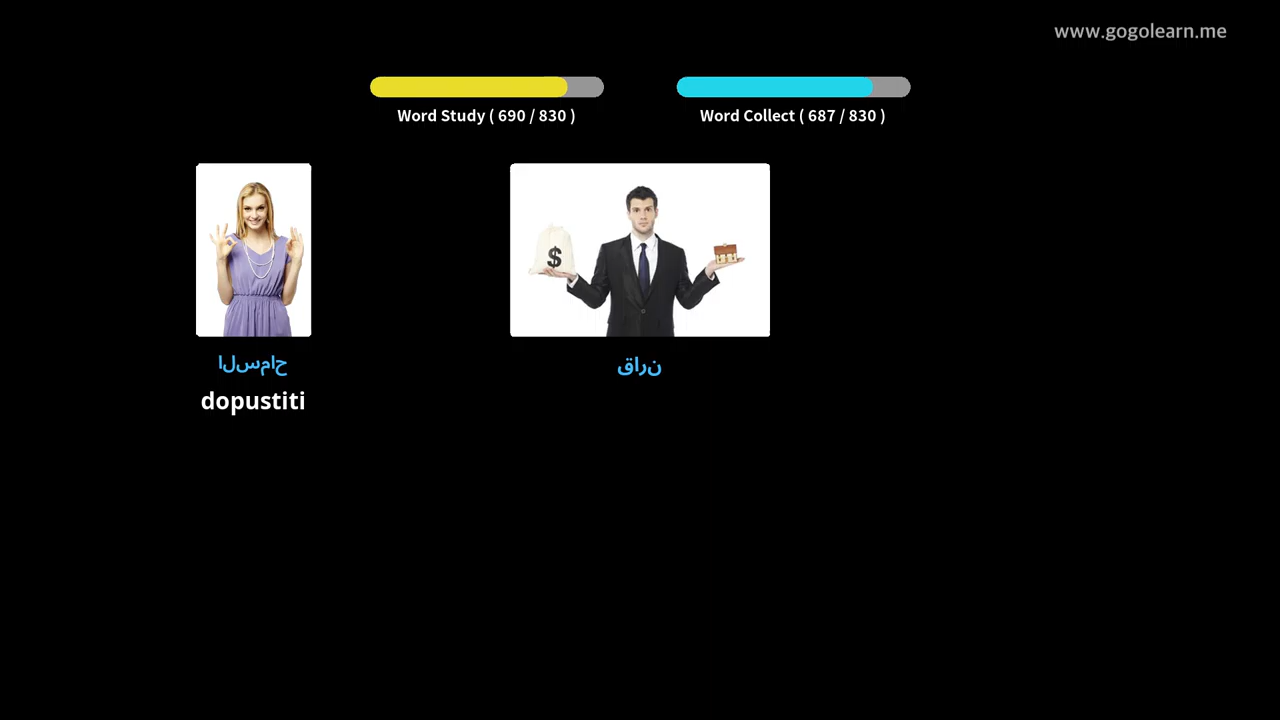 www.gogolearn.me
Word Study ( 690 / 830 )
Word Collect ( 687 / 830 )
السماح
قارن
dopustiti